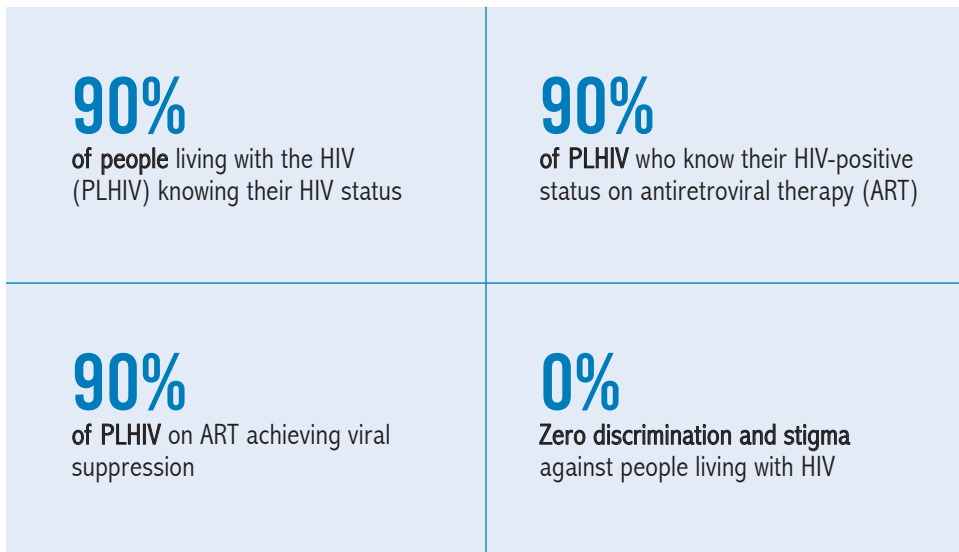 90%
of people living with the HIV
(PLHIV) knowing their HIV status
90%
of PLHIV who know their HIV-positive
status on antiretroviral therapy (ART)
90%
of PLHIV on ART achieving viral
suppression
0%
Zero discrimination and stigma
against people living with HIV